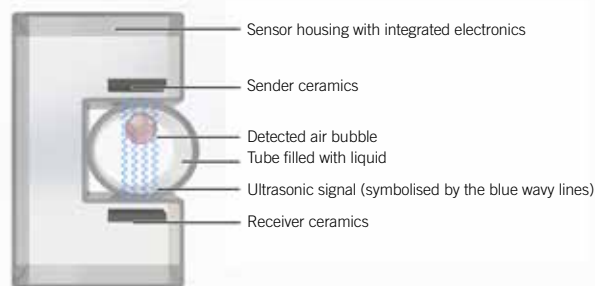 Sensor housing with integrated electronics
Sender ceramics
Detected air bubble
Tube filled with liquid
Ultrasonic signal (symbolised by the blue wavy lines)
Receiver ceramics